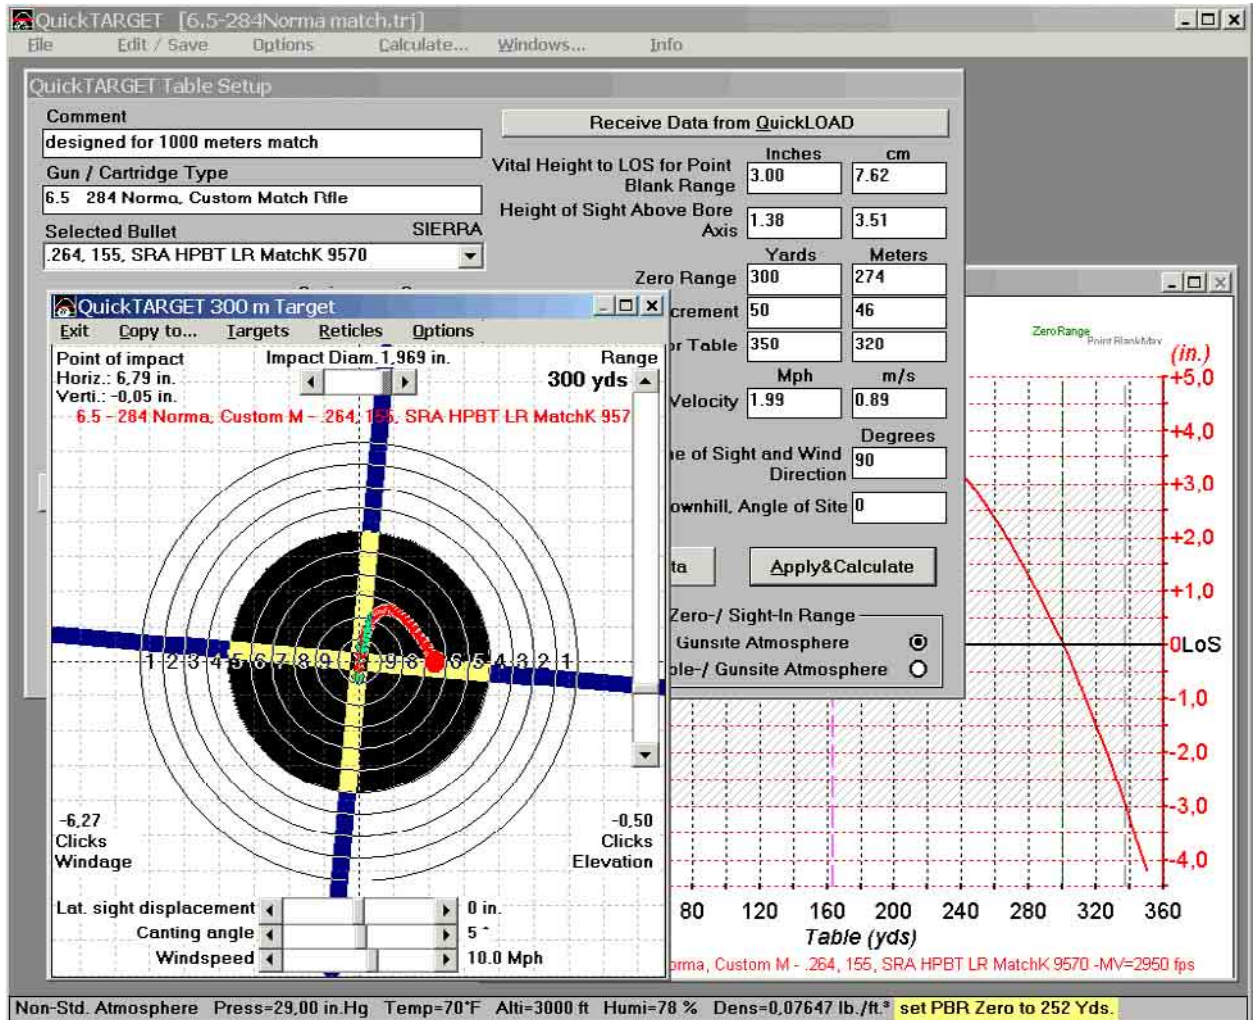 QuickTARGET [6.5-284Norma match.trj]
File Edit / Save Options Calculate... Windows... Info
QuickTARGET Table Setup
Comment
designed for 1000 meters match
Gun / Cartridge Type
6.5 284 Norma, Custom Match Rfle
Selected Bullet SIERRA
.264, 155, SRA HPBT LR MatchK 9570
Receive Data from QuickLOAD
Inches cm
Vital Height to LOS for Point Blank Range 3.00 7.62
Height of Sight Above Bore Axis 1.38 3.51
Yards Meters
Zero Range 300 274
crement 50 46
or Table 350 320
Mph m/s
Velocity 1.99 0.89
Degrees
ne of Sight and Wind Direction 90
ownhill, Angle of Site 0
ta Apply&Calculate
Zero-/ Sight-In Range
Gunsite Atmosphere
ble-/ Gunsite Atmosphere
QuickTARGET 300 m Target
Exit Copy to... Targets Reticles Options
Point of impact Impact Diam. 1,969 in. Range
Horiz.: 6,79 in. 300 yds
Verti.: -0,05 in.
6.5 - 284 Norma, Custom M - .264, 155, SRA HPBT LR MatchK 957
1 2 3 4 5 6 7 8 9 9 8 6 5 4 3 2 1
-6,27 -0,50
Clicks Clicks
Windage Elevation
Lat. sight displacement 0 in.
Canting angle 5 °
Windspeed 10.0 Mph
ZeroRange
Point BlankMax
(in.)
+5,0
+4,0
+3,0
+2,0
+1,0
0 LoS
-1,0
-2,0
-3,0
-4,0
80 120 160 200 240 280 320 360
Table (yds)
orma, Custom M - .264, 155, SRA HPBT LR MatchK 9570 -MV=2950 fps
Non-Std. Atmosphere Press=29,00 in.Hg Temp=70°F Alti=3000 ft Humi=78 % Dens=0,07647 lb./ft.³ set PBR Zero to 252 Yds.